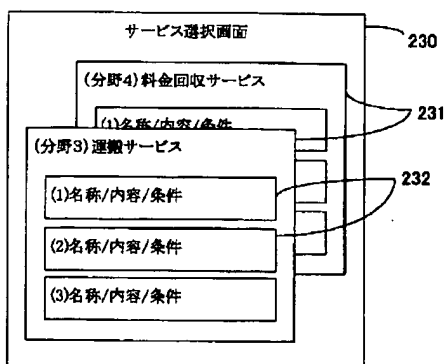 サービス選択画面
230
(分野4)料金回収サービス
231
(1)名称/内容/条件
(分野3)運搬サービス
232
(1)名称/内容/条件
(2)名称/内容/条件
(3)名称/内容/条件